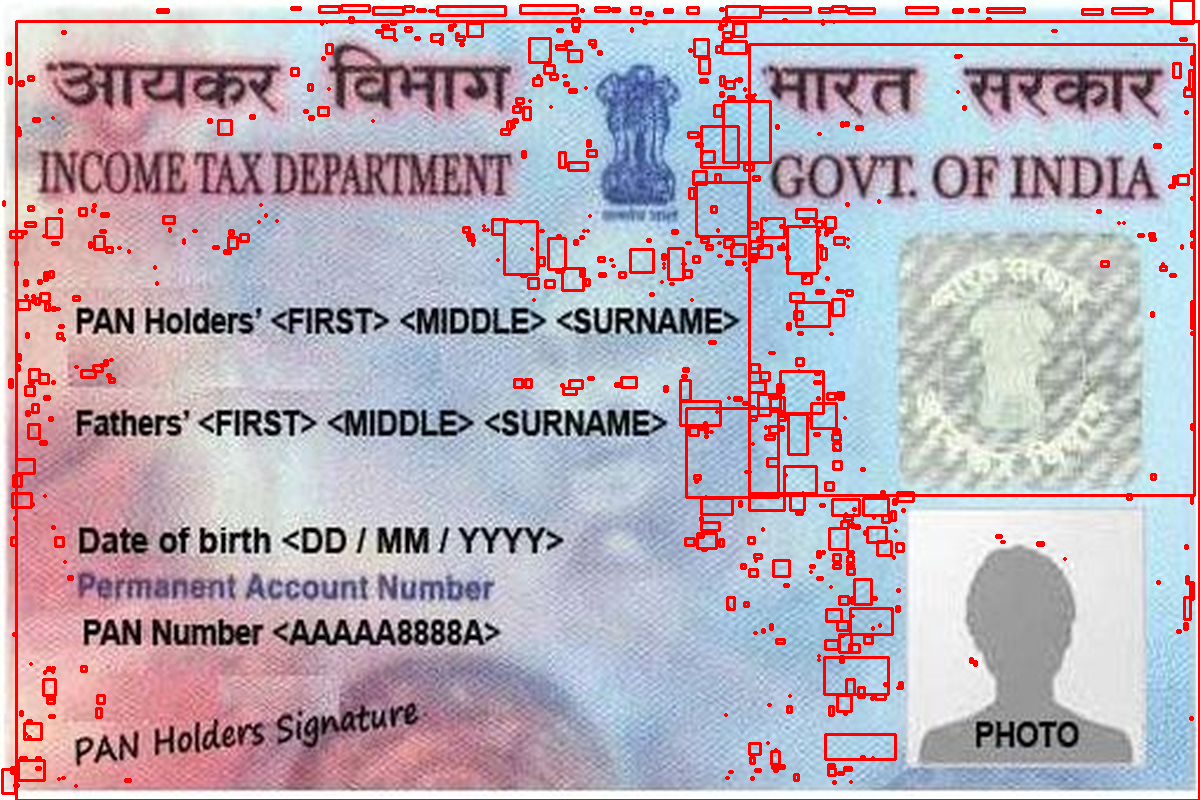 आयकर विभाग
भारत सरकार
INCOME TAX DEPARTMENT
GOVT. OF INDIA
PAN Holders’ <FIRST> <MIDDLE> <SURNAME>
Fathers’ <FIRST> <MIDDLE> <SURNAME>
Date of birth <DD / MM / YYYY>
Permanent Account Number
PAN Number <AAAAA8888A>
PAN Holders Signature
PHOTO